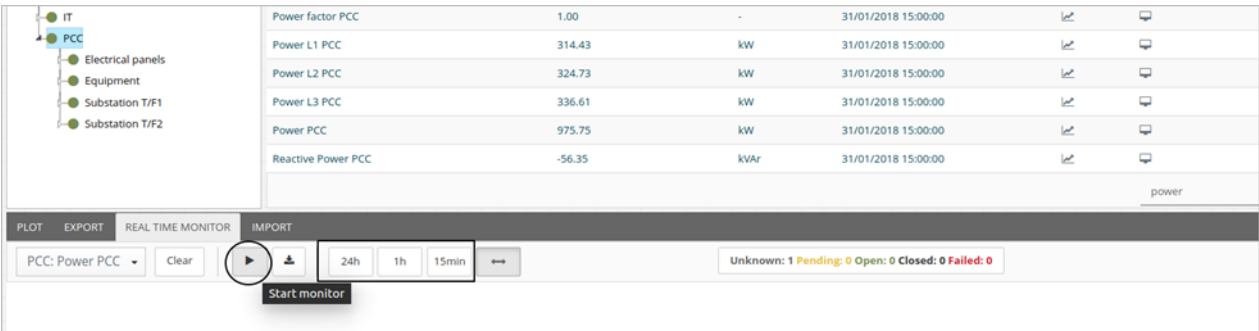 IT
PCC
Electrical panels
Equipment
Substation T/F1
Substation T/F2
Power factor PCC 1.00 - 31/01/2018 15:00:00
Power L1 PCC 314.43 kW 31/01/2018 15:00:00
Power L2 PCC 324.73 kW 31/01/2018 15:00:00
Power L3 PCC 336.61 kW 31/01/2018 15:00:00
Power PCC 975.75 kW 31/01/2018 15:00:00
Reactive Power PCC -56.35 kVAr 31/01/2018 15:00:00
power
PLOT EXPORT REAL TIME MONITOR IMPORT
PCC: Power PCC Clear 24h 1h 15min Unknown: 1 Pending: 0 Open: 0 Closed: 0 Failed: 0
Start monitor